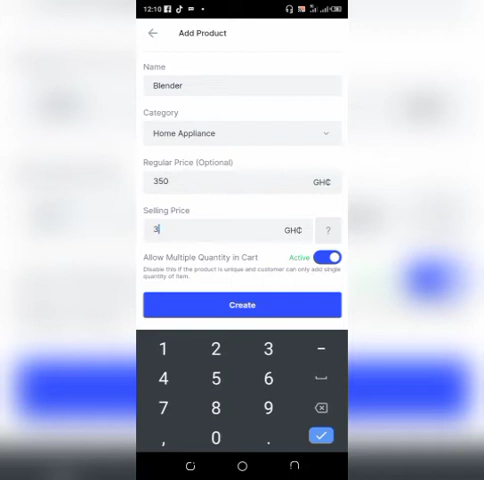 12:10
Add Product
Name
Blender
Category
Home Appliance
Regular Price (Optional)
350 GH₵
Selling Price
3 GH₵ ?
Allow Multiple Quantity in Cart Active
Disable this if the product is unique and customer can only add single
quantity of item.
Create
1 2 3 -
4 5 6
7 8 9
, 0 .